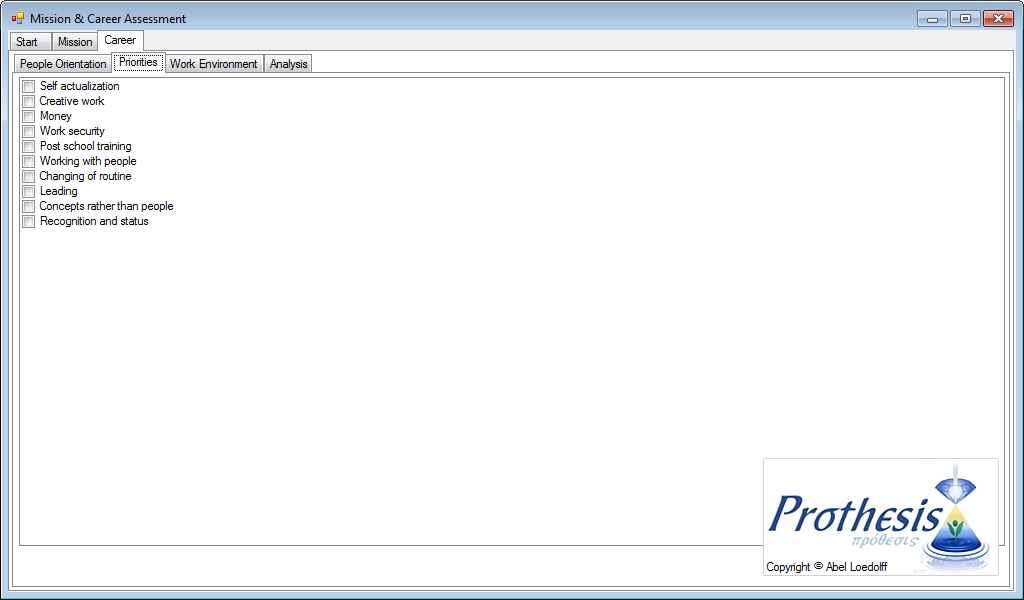 Mission & Career Assessment
Start Mission Career
People Orientation Priorities Work Environment Analysis
Self actualization
Creative work
Money
Work security
Post school training
Working with people
Changing of routine
Leading
Concepts rather than people
Recognition and status
Prothesis
πρόθεσις
Copyright © Abel Loedolff